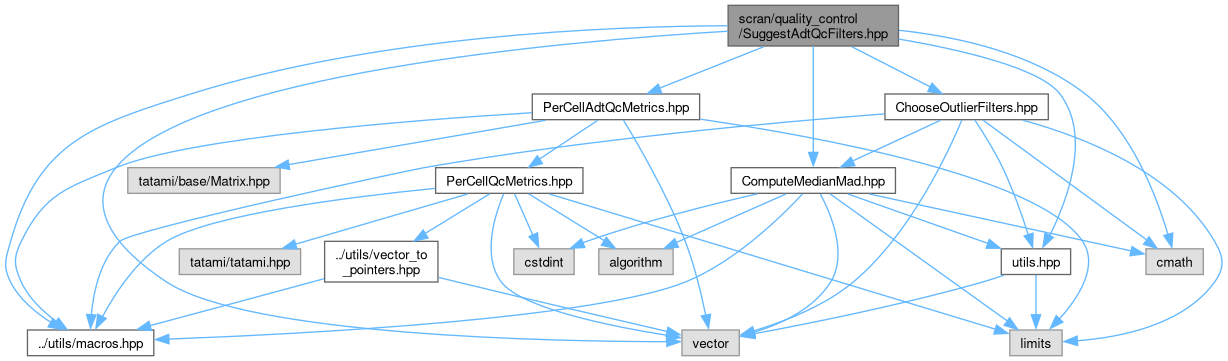 scran/quality_control
/SuggestAdtQcFilters.hpp
PerCellAdtQcMetrics.hpp
ChooseOutlierFilters.hpp
tatami/base/Matrix.hpp
PerCellQcMetrics.hpp
ComputeMedianMad.hpp
tatami/tatami.hpp
../utils/vector_to
_pointers.hpp
cstdint
algorithm
utils.hpp
cmath
../utils/macros.hpp
vector
limits